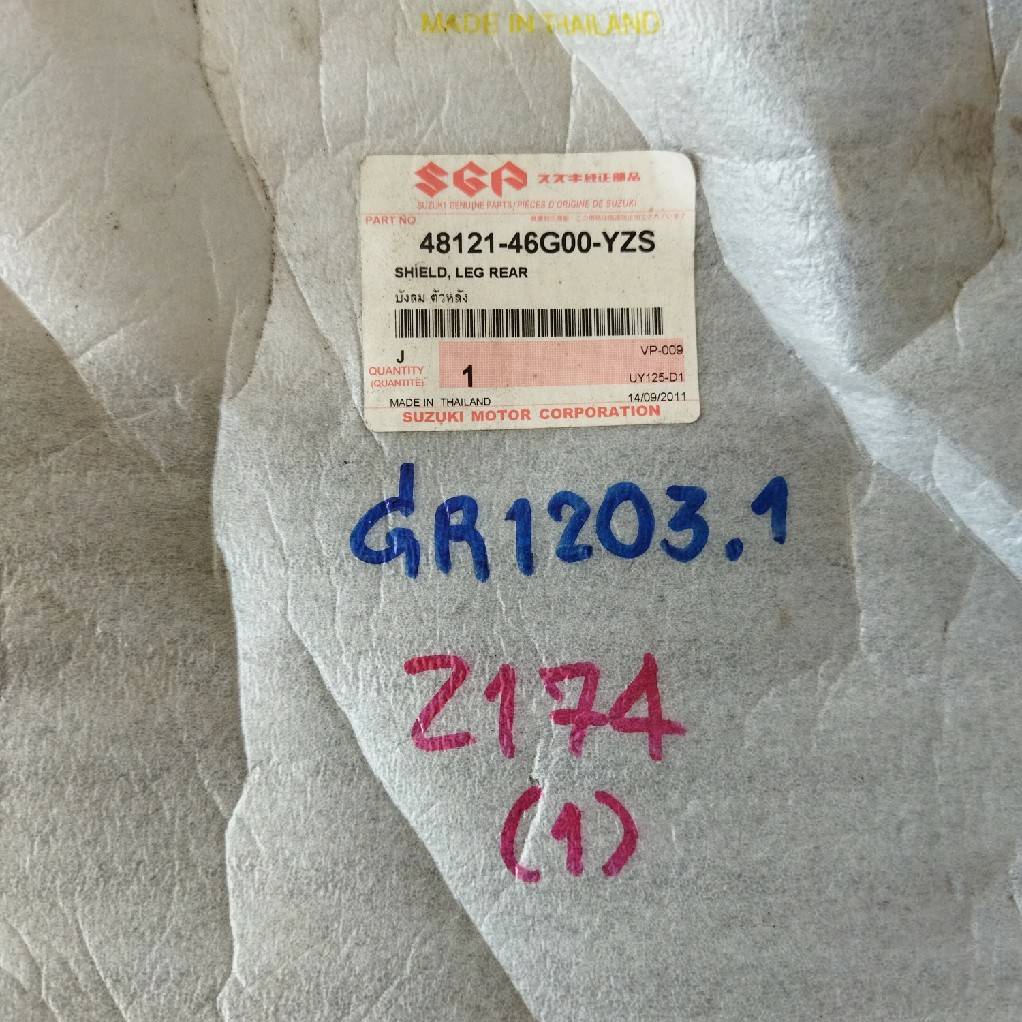 MADE IN THAILAND
SGP スズキ純正部品
SUZUKI GENUINE PARTS/PIÈCES D'ORIGINE DE SUZUKI
PART NO.
48121-46G00-YZS
SHIELD, LEG REAR
บังลม ตัวหลัง
J
VP-009
QUANTITY
(QUANTITÉ)
1
UY125-D1
MADE IN THAILAND
14/09/2011
SUZUKI MOTOR CORPORATION
GR1203.1
Z174
(1)